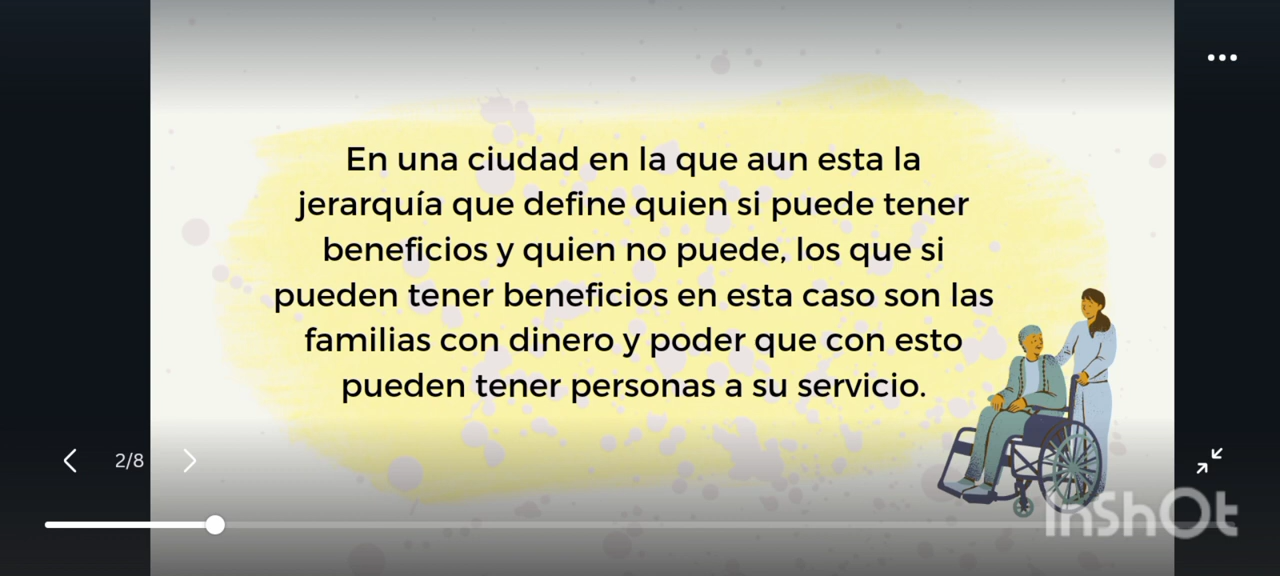 En una ciudad en la que aun esta la
jerarquía que define quien si puede tener
beneficios y quien no puede, los que si
pueden tener beneficios en esta caso son las
familias con dinero y poder que con esto
pueden tener personas a su servicio.
2/8
InShOt